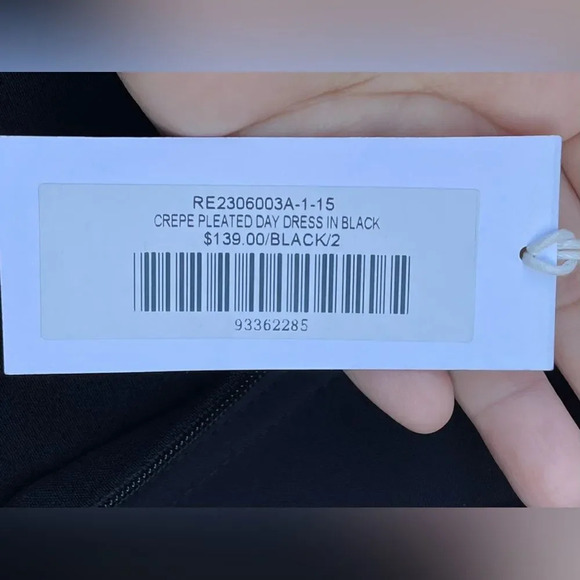 RE2306003A-1-15
CREPE PLEATED DAY DRESS IN BLACK
$139.00/BLACK/2
93362285